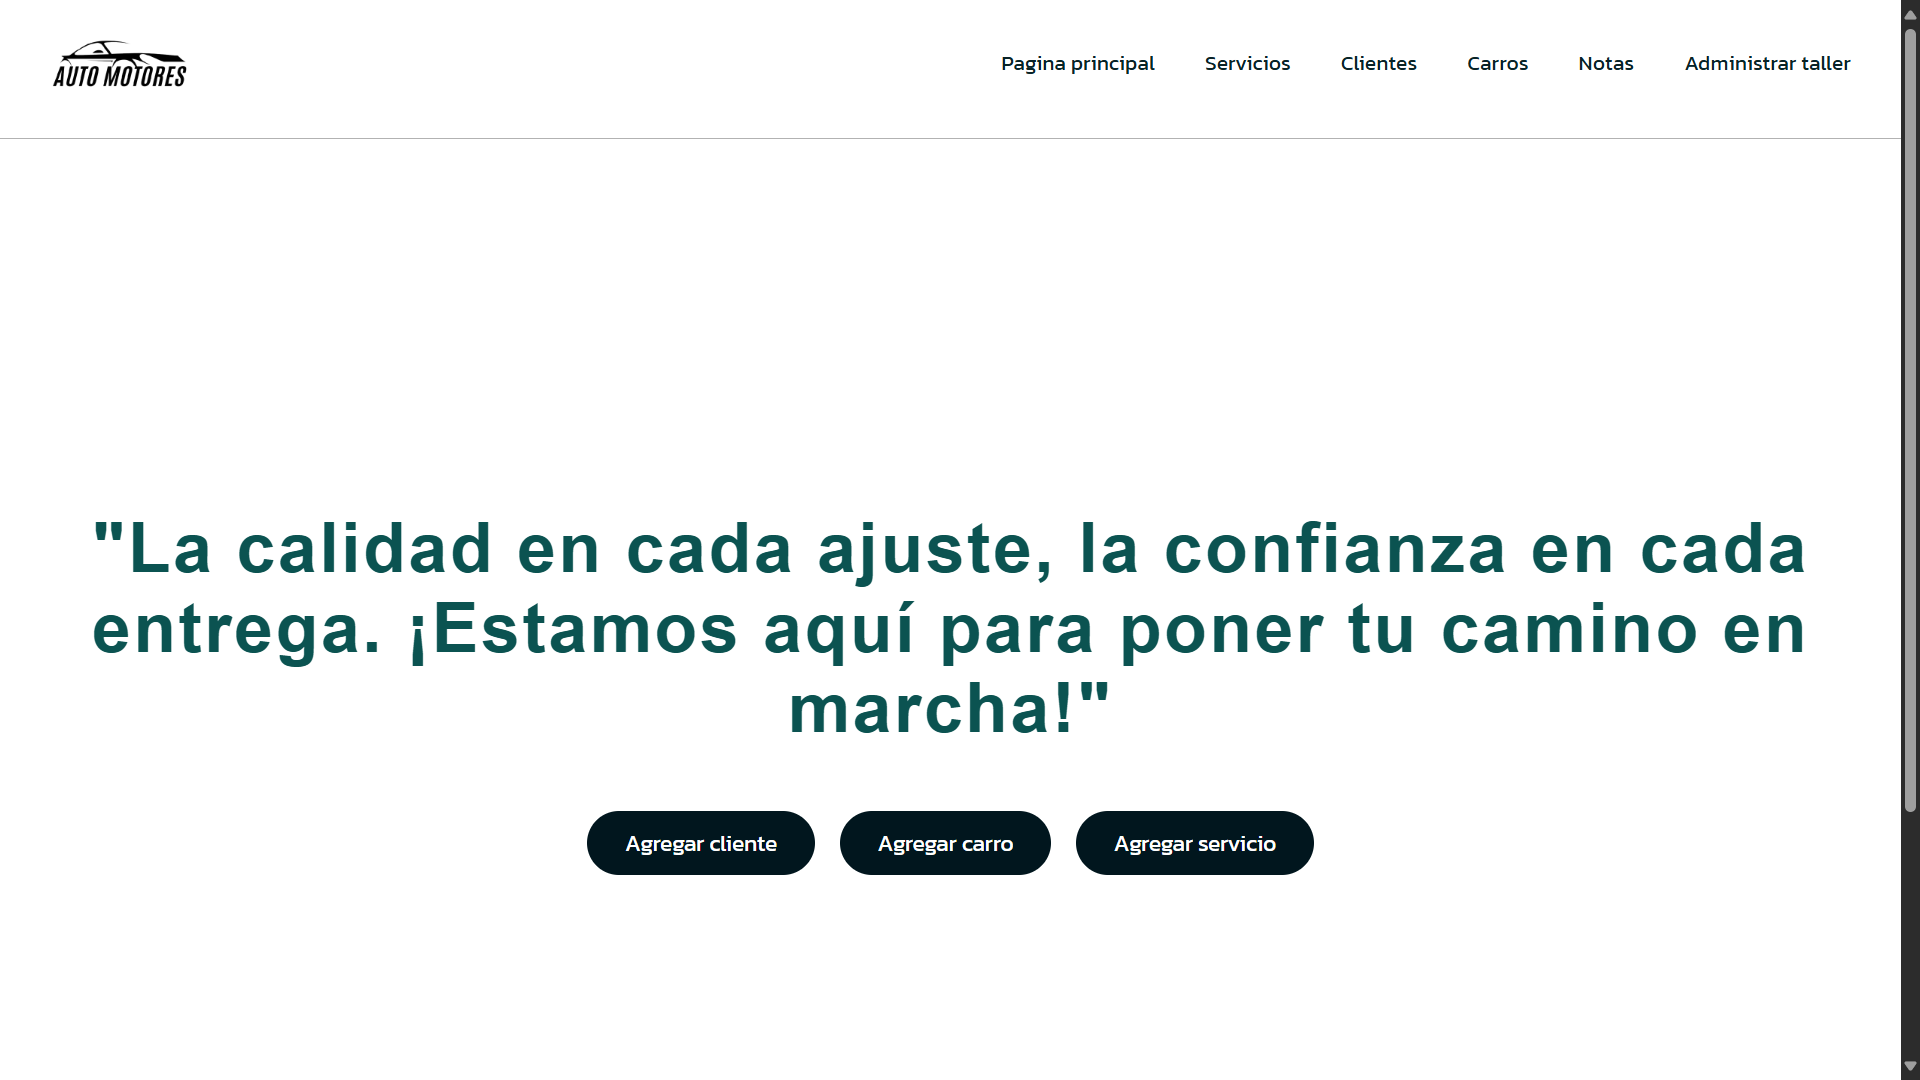 AUTO MOTORES
Pagina principal Servicios Clientes Carros Notas Administrar taller
"La calidad en cada ajuste, la confianza en cada
entrega. ¡Estamos aquí para poner tu camino en
marcha!"
Agregar cliente Agregar carro Agregar servicio